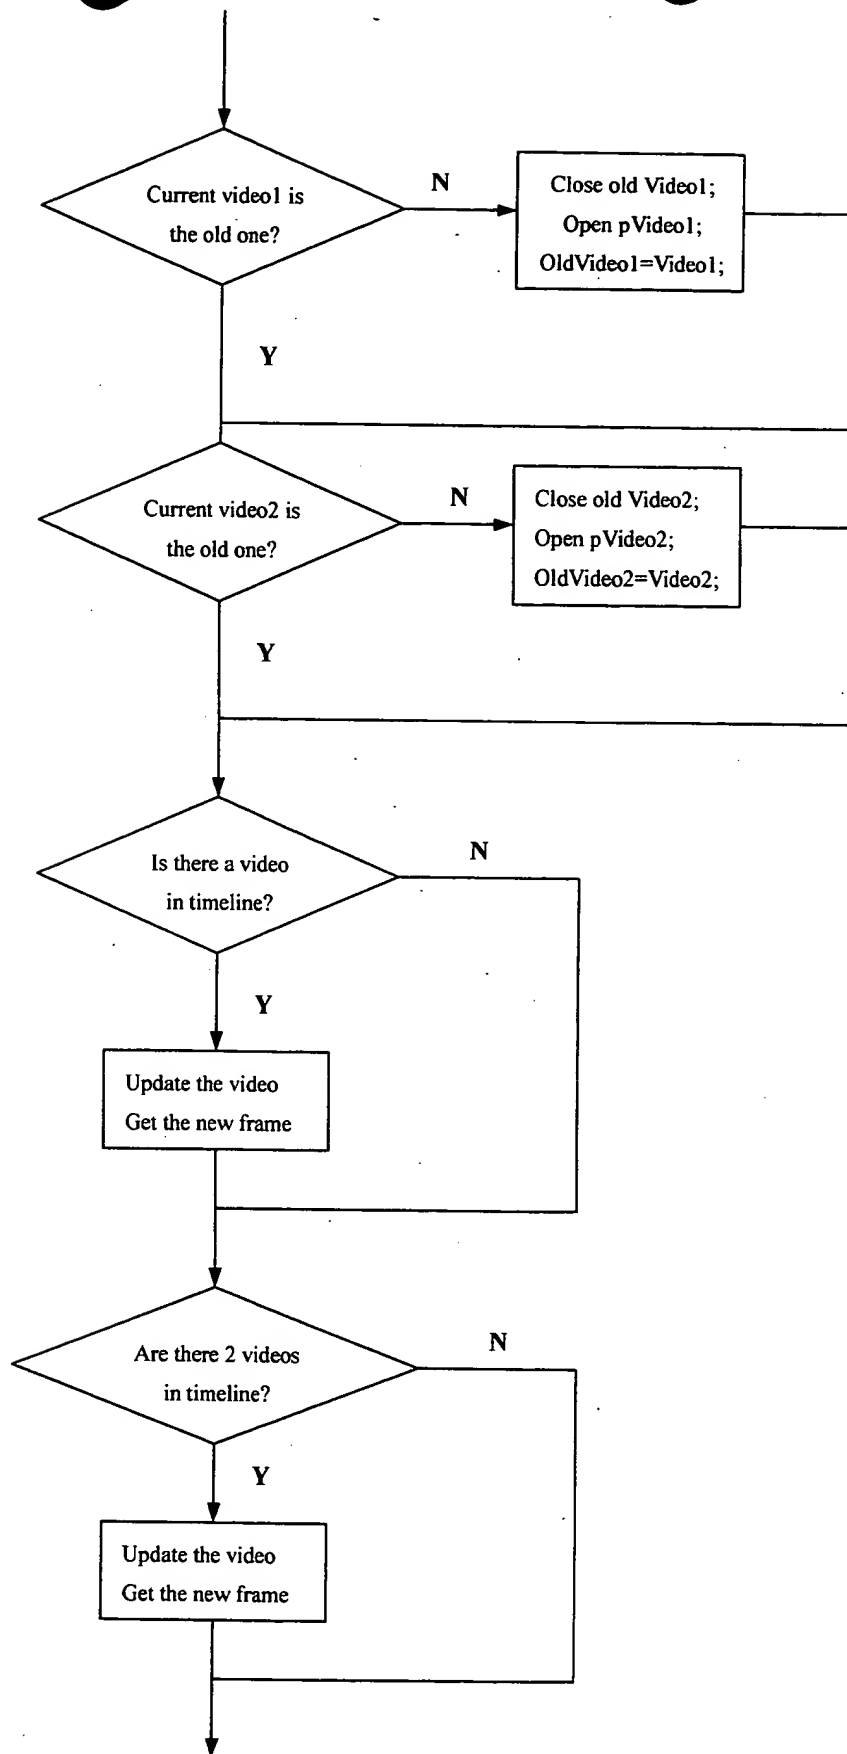 Current video1 is
the old one?
N
Close old Video1;
Open pVideo1;
OldVideo1=Video1;
Y
Current video2 is
the old one?
N
Close old Video2;
Open pVideo2;
OldVideo2=Video2;
Y
Is there a video
in timeline?
N
Y
Update the video
Get the new frame
Are there 2 videos
in timeline?
N
Y
Update the video
Get the new frame